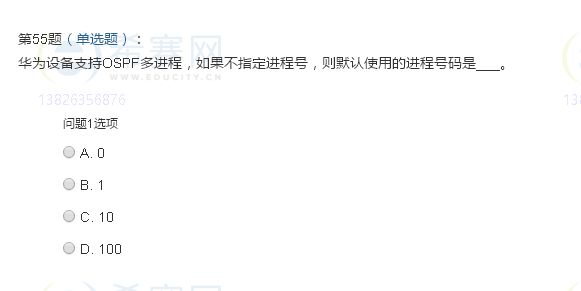 第55题（单选题）：
希赛网
华为设备支持OSPF多进程，如果不指定进程号，则默认使用的进程号码是___。
WWW.EDUCITY.CN
13826356876
13
问题1选项
A. 0
B. 1
C. 10
D. 100